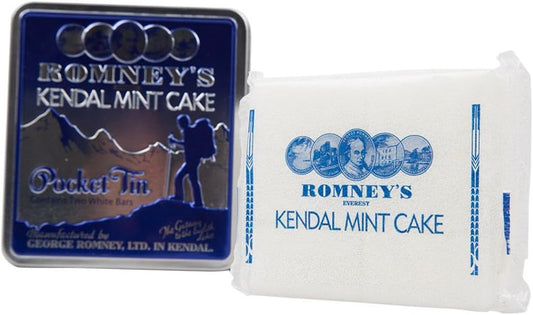 ROMNEY'S
KENDAL MINT CAKE
Pocket Tin
Contains Two White Bars
The Gateway
to the English
Lakes
Manufactured by
GEORGE ROMNEY, LTD. IN KENDAL.
ROMNEY'S
EVEREST
KENDAL MINT CAKE